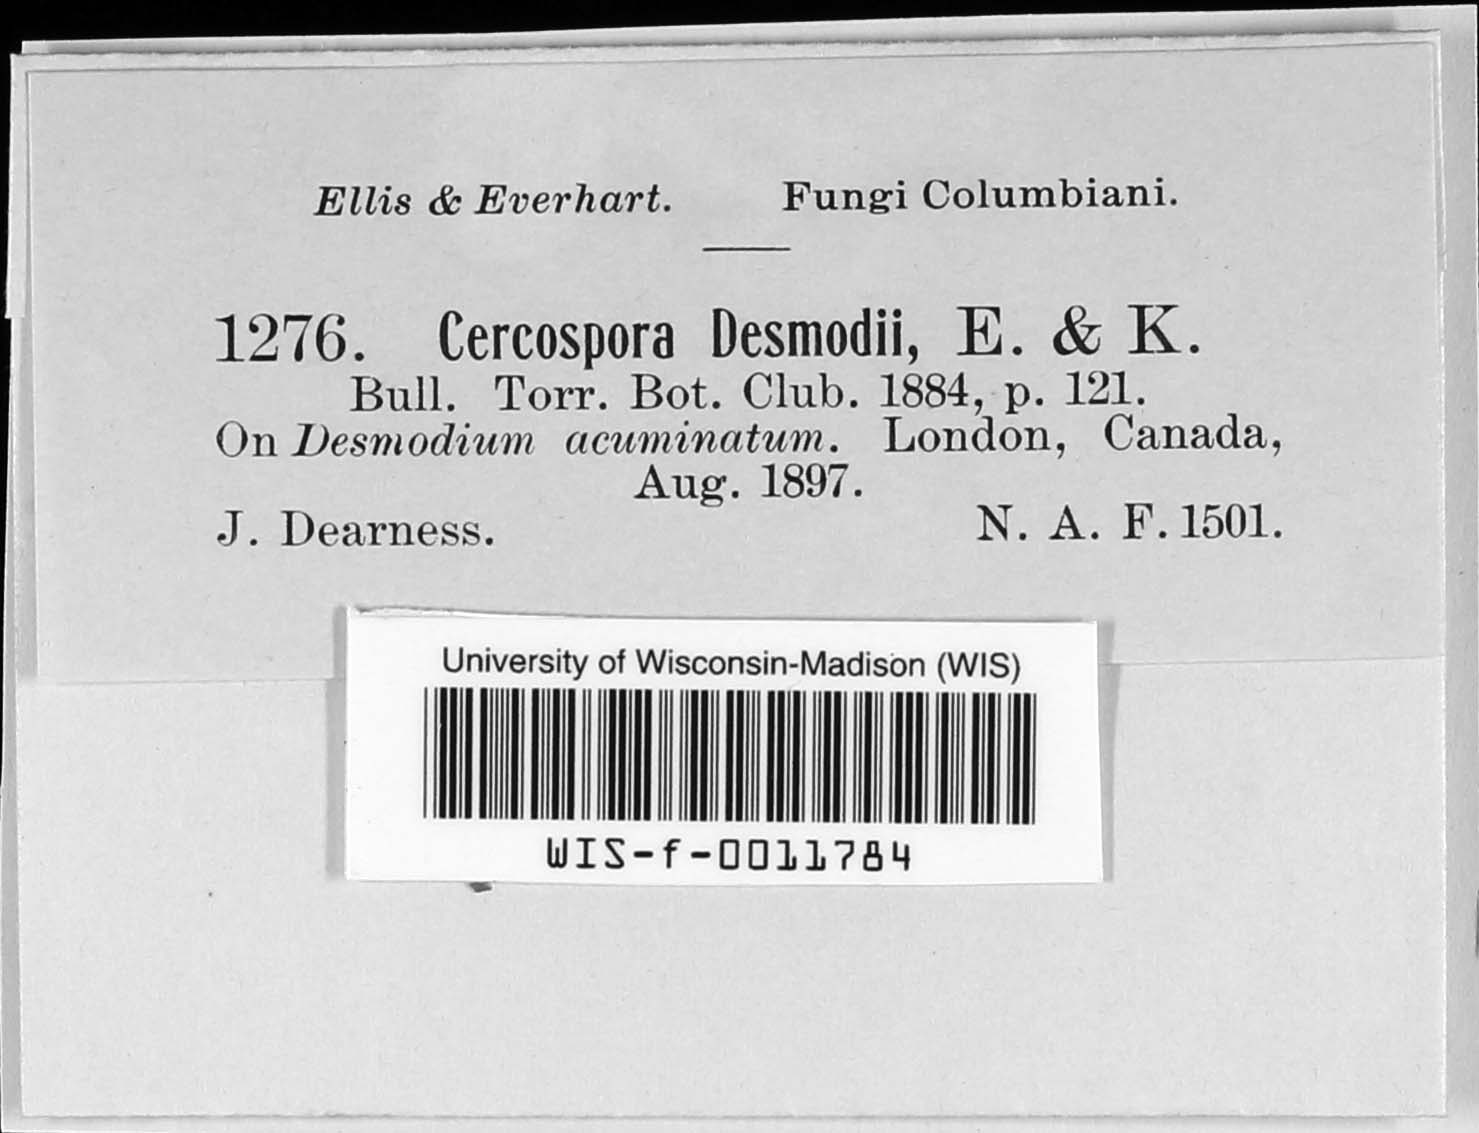 Ellis & Everhart. Fungi Columbiani.
1276. Cercospora Desmodii, E. & K.
Bull. Torr. Bot. Club. 1884, p. 121.
On Desmodium acuminatum. London, Canada,
Aug. 1897.
J. Dearness. N. A. F. 1501.
University of Wisconsin-Madison (WIS)
WIS-f-0011784